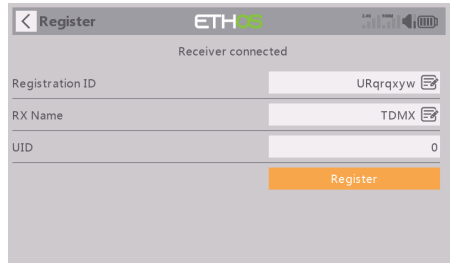 Register
ETHOS
Receiver connected
Registration ID
URqrqxyw
RX Name
TDMX
UID
0
Register